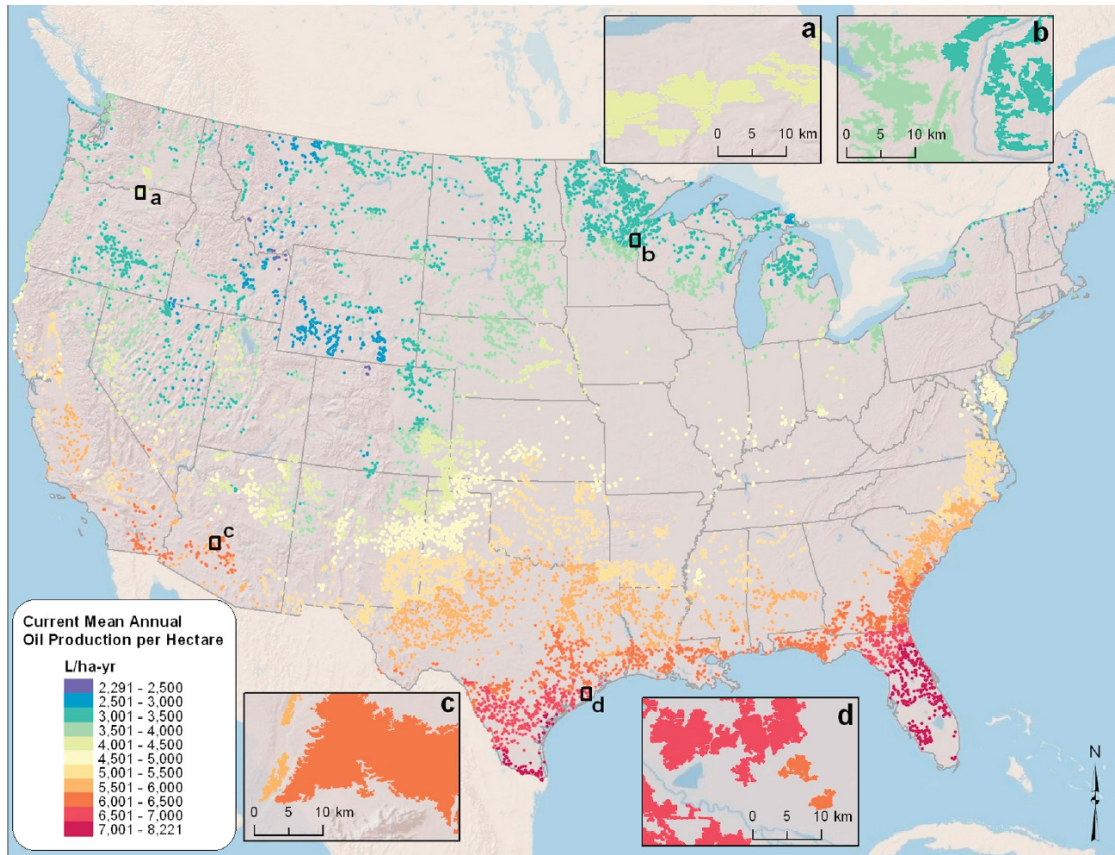 a
0 5 10 km
b
0 5 10 km
a
b
c
d
Current Mean Annual
Oil Production per Hectare
L/ha-yr
2,291 - 2,500
2,501 - 3,000
3,001 - 3,500
3,501 - 4,000
4,001 - 4,500
4,501 - 5,000
5,001 - 5,500
5,501 - 6,000
6,001 - 6,500
6,501 - 7,000
7,001 - 8,221
c
0 5 10 km
d
0 5 10 km
N